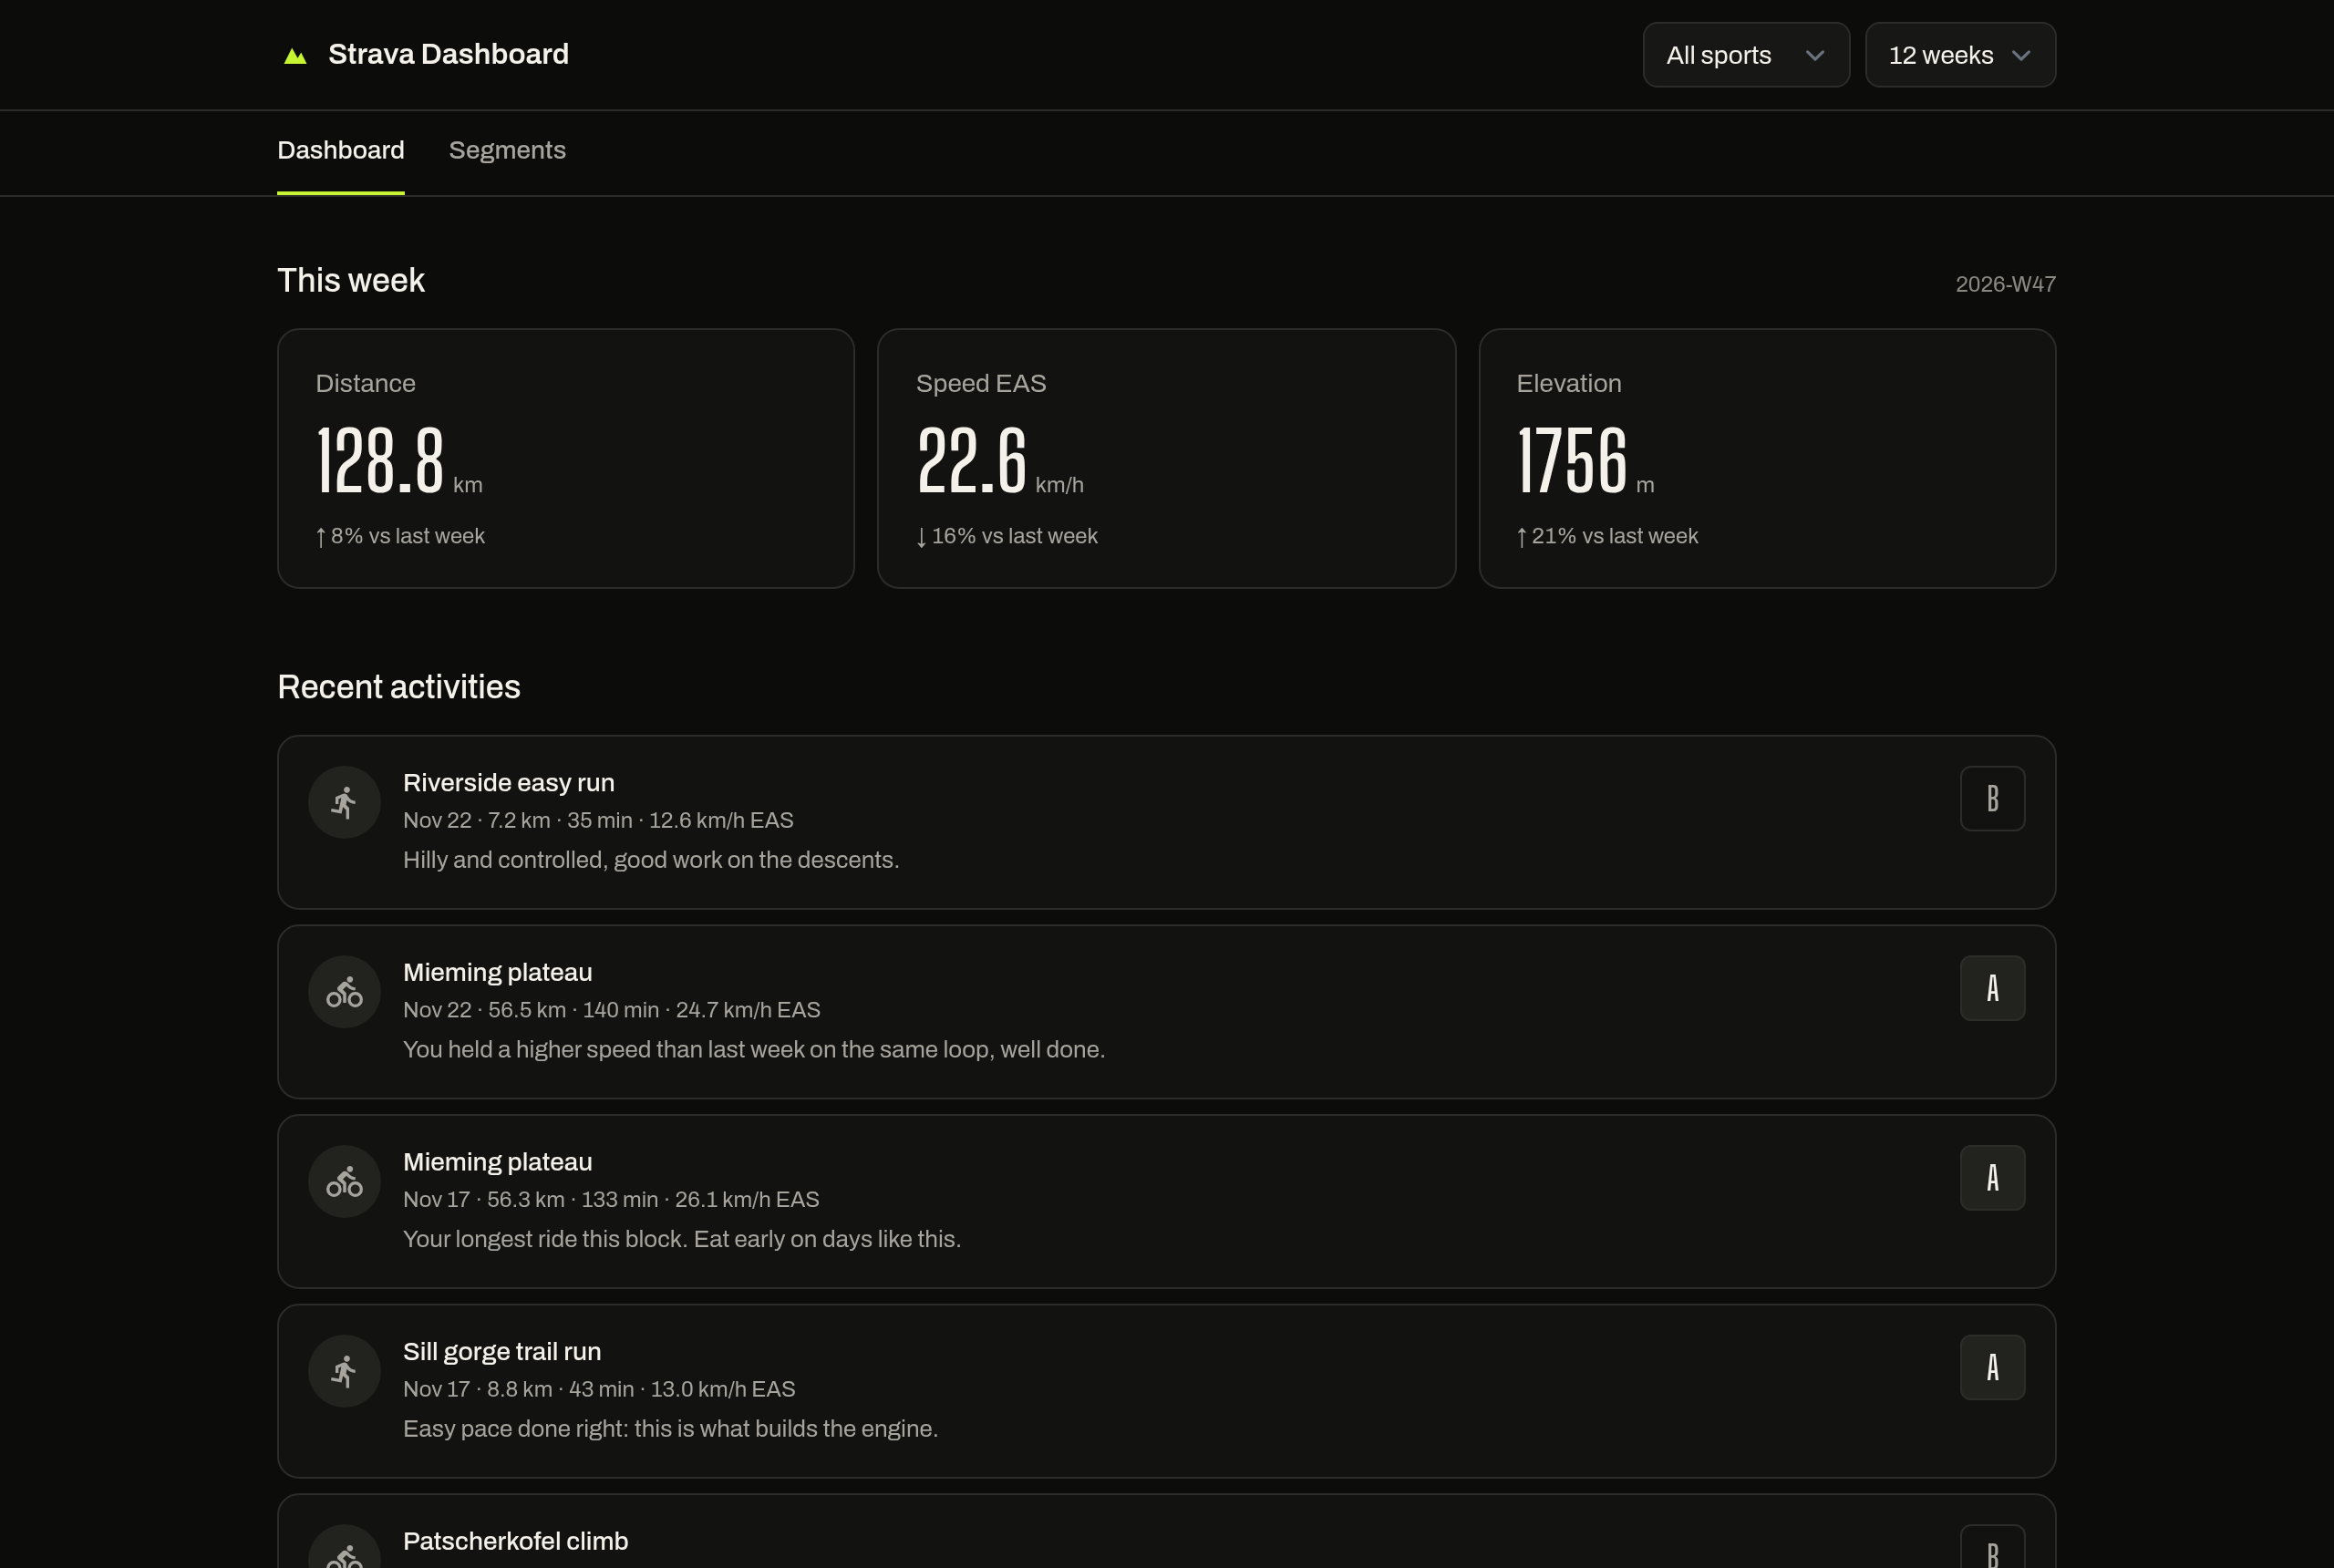 Strava Dashboard
All sports
12 weeks
Dashboard
Segments
This week
2026-W47
Distance
128.8 km
↑ 8% vs last week
Speed EAS
22.6 km/h
↓ 16% vs last week
Elevation
1756 m
↑ 21% vs last week
Recent activities
Riverside easy run
B
Nov 22 · 7.2 km · 35 min · 12.6 km/h EAS
Hilly and controlled, good work on the descents.
Mieming plateau
A
Nov 22 · 56.5 km · 140 min · 24.7 km/h EAS
You held a higher speed than last week on the same loop, well done.
Mieming plateau
A
Nov 17 · 56.3 km · 133 min · 26.1 km/h EAS
Your longest ride this block. Eat early on days like this.
Sill gorge trail run
A
Nov 17 · 8.8 km · 43 min · 13.0 km/h EAS
Easy pace done right: this is what builds the engine.
Patscherkofel climb
B